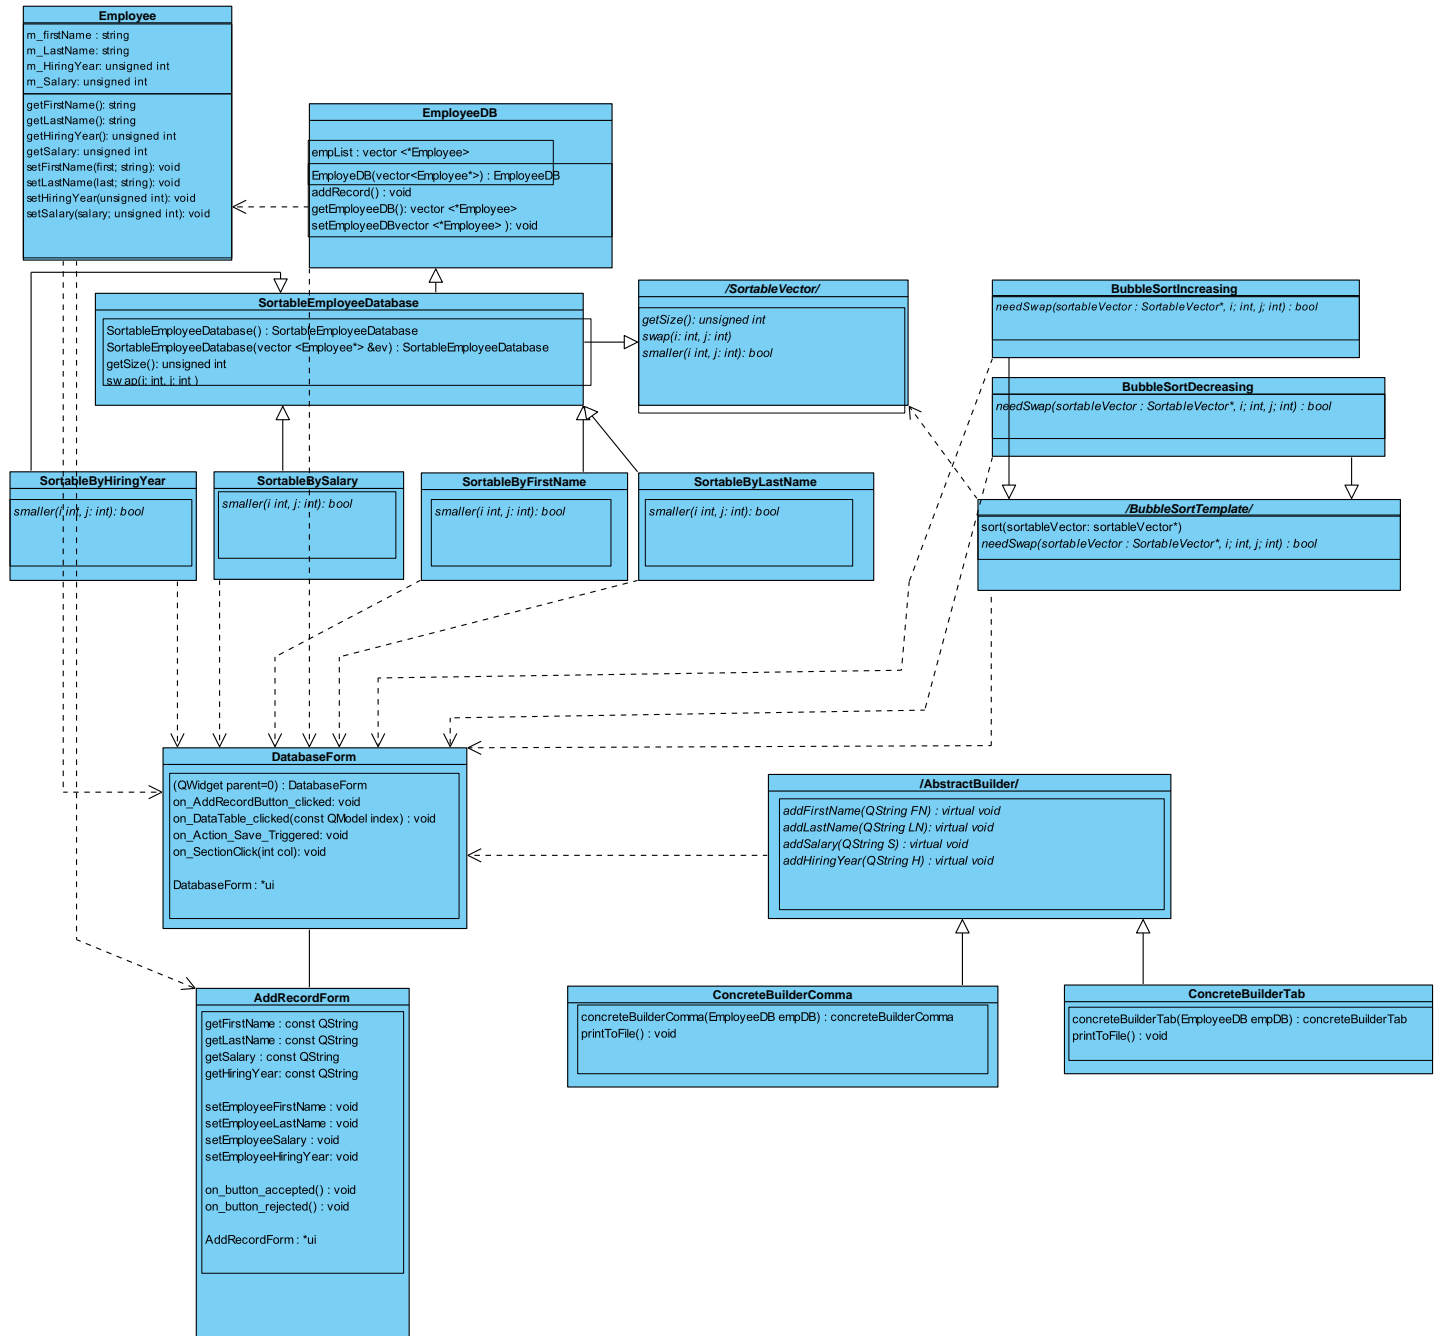 Employee
m_firstName : string
m_LastName: string
m_HiringYear: unsigned int
m_Salary: unsigned int
getFirstName(): string
getLastName(): string
getHiringYear(): unsigned int
getSalary: unsigned int
setFirstName(first; string): void
setLastName(last; string): void
setHiringYear(unsigned int): void
setSalary(salary; unsigned int): void
EmployeeDB
empList : vector <*Employee>
EmployeDB(vector<Employee*>) : EmployeeDB
addRecord() : void
getEmployeeDB(): vector <*Employee>
setEmployeeDBvector <*Employee> ): void
SortableEmployeeDatabase
SortableEmployeeDatabase() : SortableEmployeeDatabase
SortableEmployeeDatabase(vector <Employee*> &ev) : SortableEmployeeDatabase
getSize(): unsigned int
swap(i: int, j: int )
/SortableVector/
getSize(): unsigned int
swap(i: int, j: int)
smaller(i int, j: int): bool
BubbleSortIncreasing
needSwap(sortableVector : SortableVector*, i; int, j; int) : bool
BubbleSortDecreasing
needSwap(sortableVector : SortableVector*, i; int, j; int) : bool
SortableByHiringYear
smaller(i int, j: int): bool
SortableBySalary
smaller(i int, j: int): bool
SortableByFirstName
smaller(i int, j: int): bool
SortableByLastName
smaller(i int, j: int): bool
/BubbleSortTemplate/
sort(sortableVector: sortableVector*)
needSwap(sortableVector : SortableVector*, i; int, j; int) : bool
DatabaseForm
(QWidget parent=0) : DatabaseForm
on_AddRecordButton_clicked: void
on_DataTable_clicked(const QModel index) : void
on_Action_Save_Triggered: void
on_SectionClick(int col): void
DatabaseForm : *ui
/AbstractBuilder/
addFirstName(QString FN) : virtual void
addLastName(QString LN): virtual void
addSalary(QString S) : virtual void
addHiringYear(QString H) : virtual void
AddRecordForm
getFirstName : const QString
getLastName : const QString
getSalary : const QString
getHiringYear: const QString
setEmployeeFirstName : void
setEmployeeLastName : void
setEmployeeSalary : void
setEmployeeHiringYear: void
on_button_accepted() : void
on_button_rejected() : void
AddRecordForm : *ui
ConcreteBuilderComma
concreteBuilderComma(EmployeeDB empDB) : concreteBuilderComma
printToFile() : void
ConcreteBuilderTab
concreteBuilderTab(EmployeeDB empDB) : concreteBuilderTab
printToFile() : void